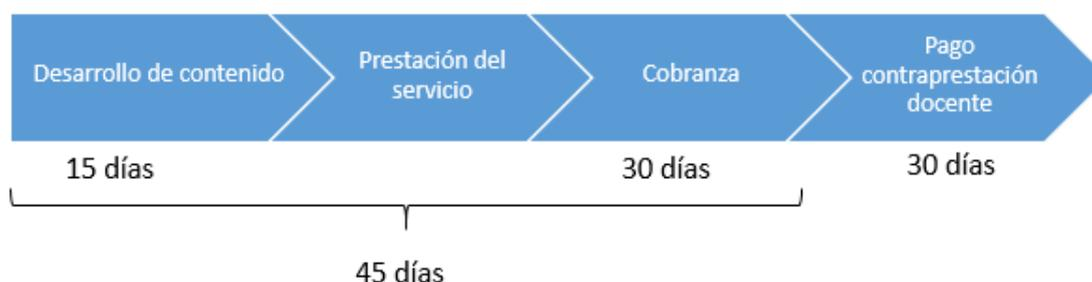 Desarrollo de contenido
Prestación del
servicio
Cobranza
Pago
contraprestación
docente
15 días
30 días
30 días
45 días